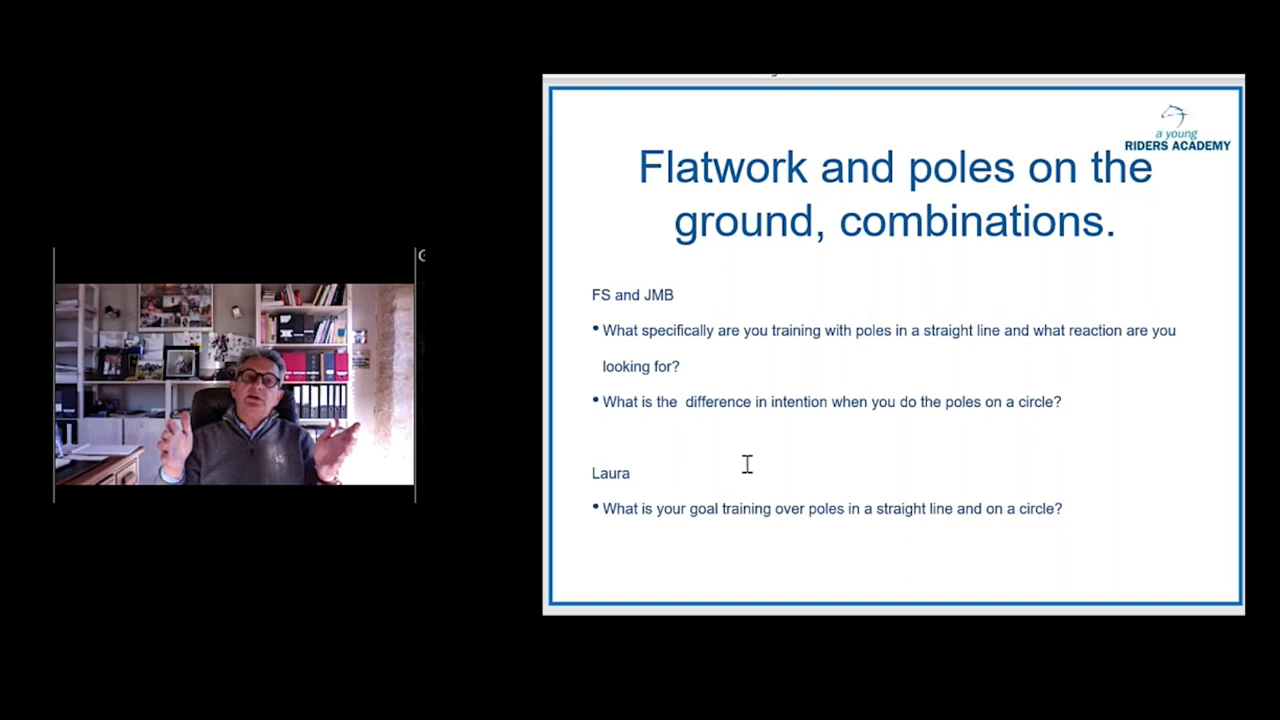 a young
RIDERS ACADEMY
Flatwork and poles on the
ground, combinations.
FS and JMB
• What specifically are you training with poles in a straight line and what reaction are you
looking for?
• What is the difference in intention when you do the poles on a circle?
Laura
• What is your goal training over poles in a straight line and on a circle?